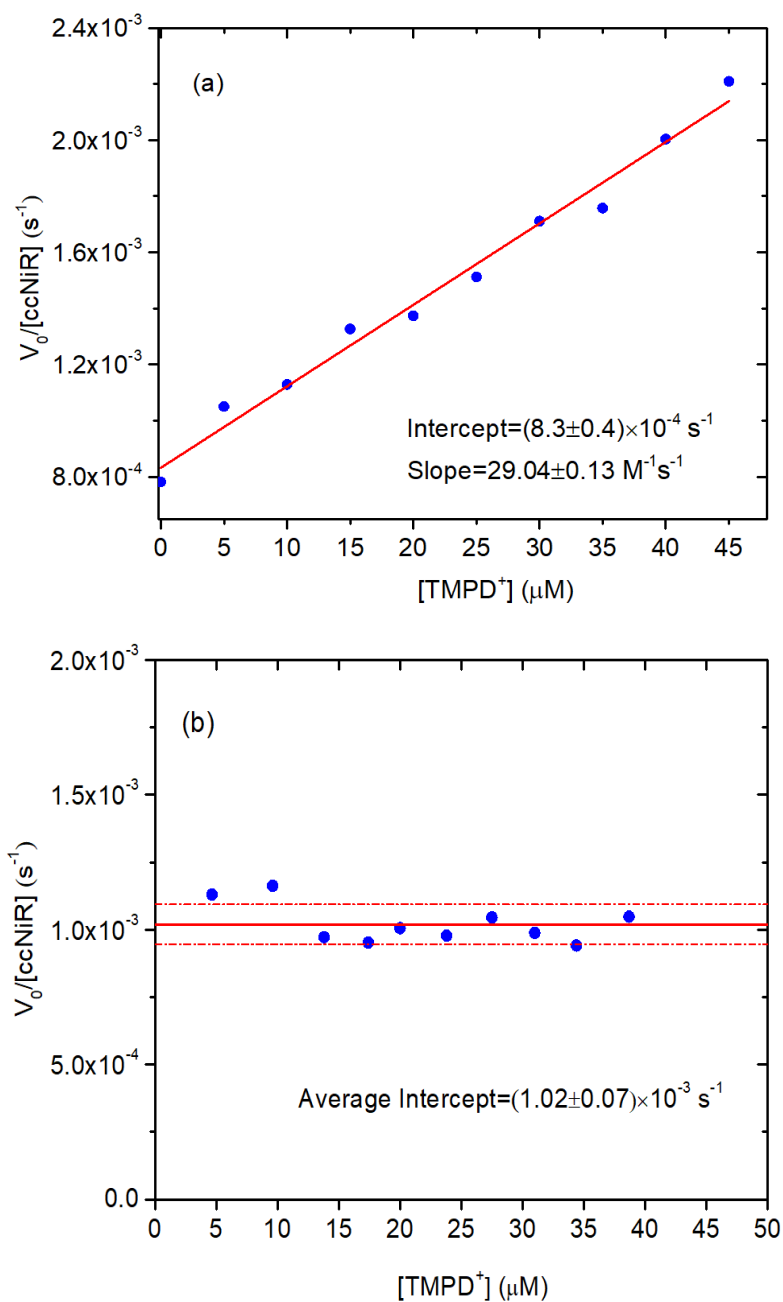 2.4x10⁻³
(a)
2.0x10⁻³
1.6x10⁻³
1.2x10⁻³
8.0x10⁻⁴
V₀/[ccNiR] (s⁻¹)
Intercept=(8.3±0.4)×10⁻⁴ s⁻¹
Slope=29.04±0.13 M⁻¹s⁻¹
0 5 10 15 20 25 30 35 40 45
[TMPD⁺] (μM)
2.0x10⁻³
(b)
1.5x10⁻³
1.0x10⁻³
5.0x10⁻⁴
0.0
V₀/[ccNiR] (s⁻¹)
Average Intercept=(1.02±0.07)×10⁻³ s⁻¹
0 5 10 15 20 25 30 35 40 45 50
[TMPD⁺] (μM)